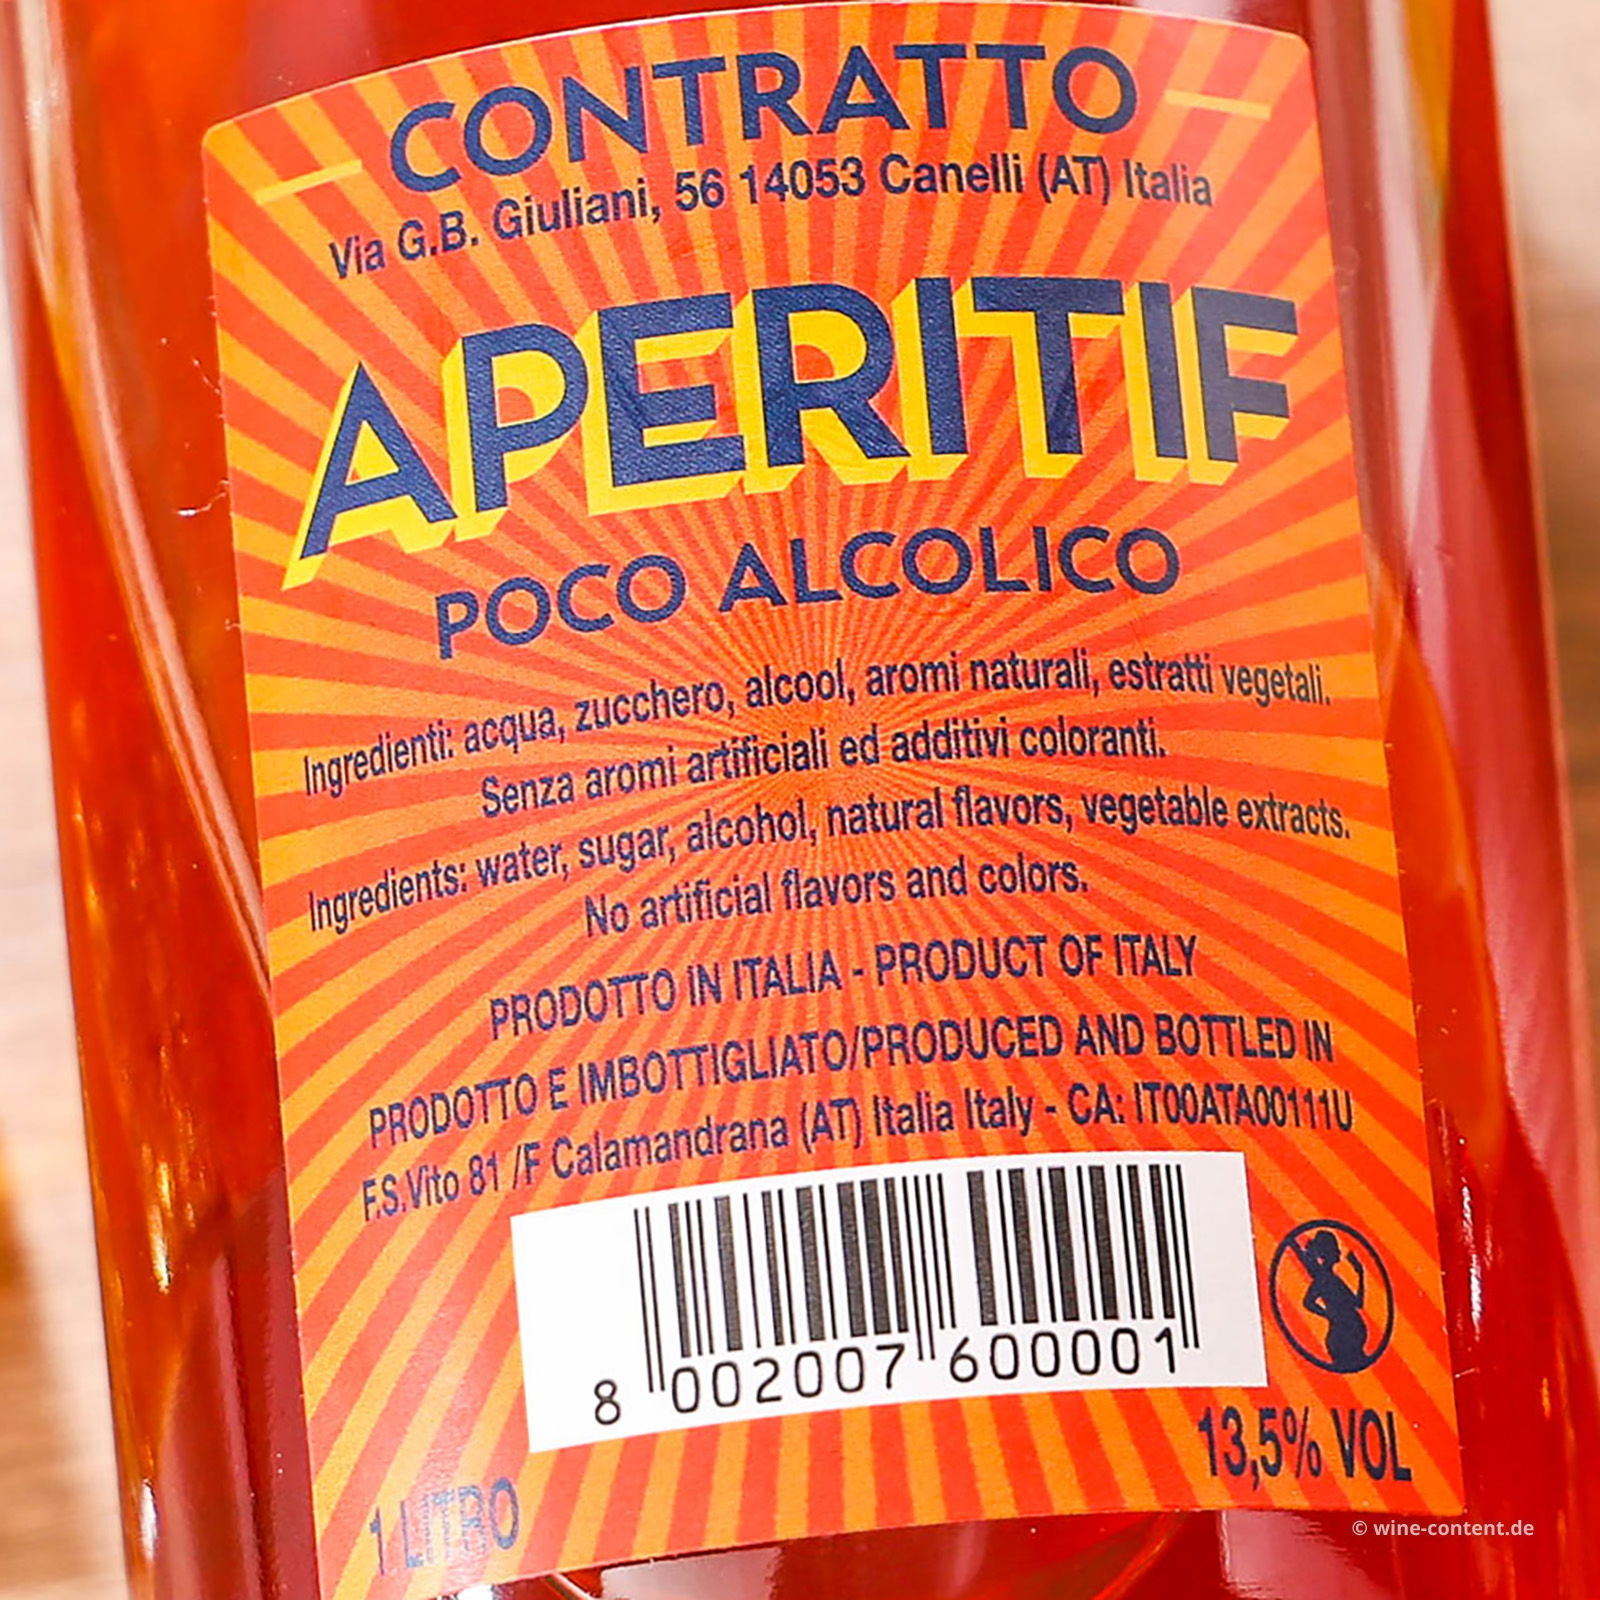 CONTRATTO
Via G.B. Giuliani, 56 14053 Canelli (AT) Italia
APERITIF
POCO ALCOLICO
Ingredienti: acqua, zucchero, alcool, aromi naturali, estratti vegetali.
Senza aromi artificiali ed additivi coloranti.
Ingredients: water, sugar, alcohol, natural flavors, vegetable extracts.
No artificial flavors and colors.
PRODOTTO IN ITALIA - PRODUCT OF ITALY
PRODOTTO E IMBOTTIGLIATO/PRODUCED AND BOTTLED IN
F.S.Vito 81 /F Calamandrana (AT) Italia Italy - CA: IT00ATA00111U
8 002007 600001
13,5% VOL
1 LITRO
© wine-content.de